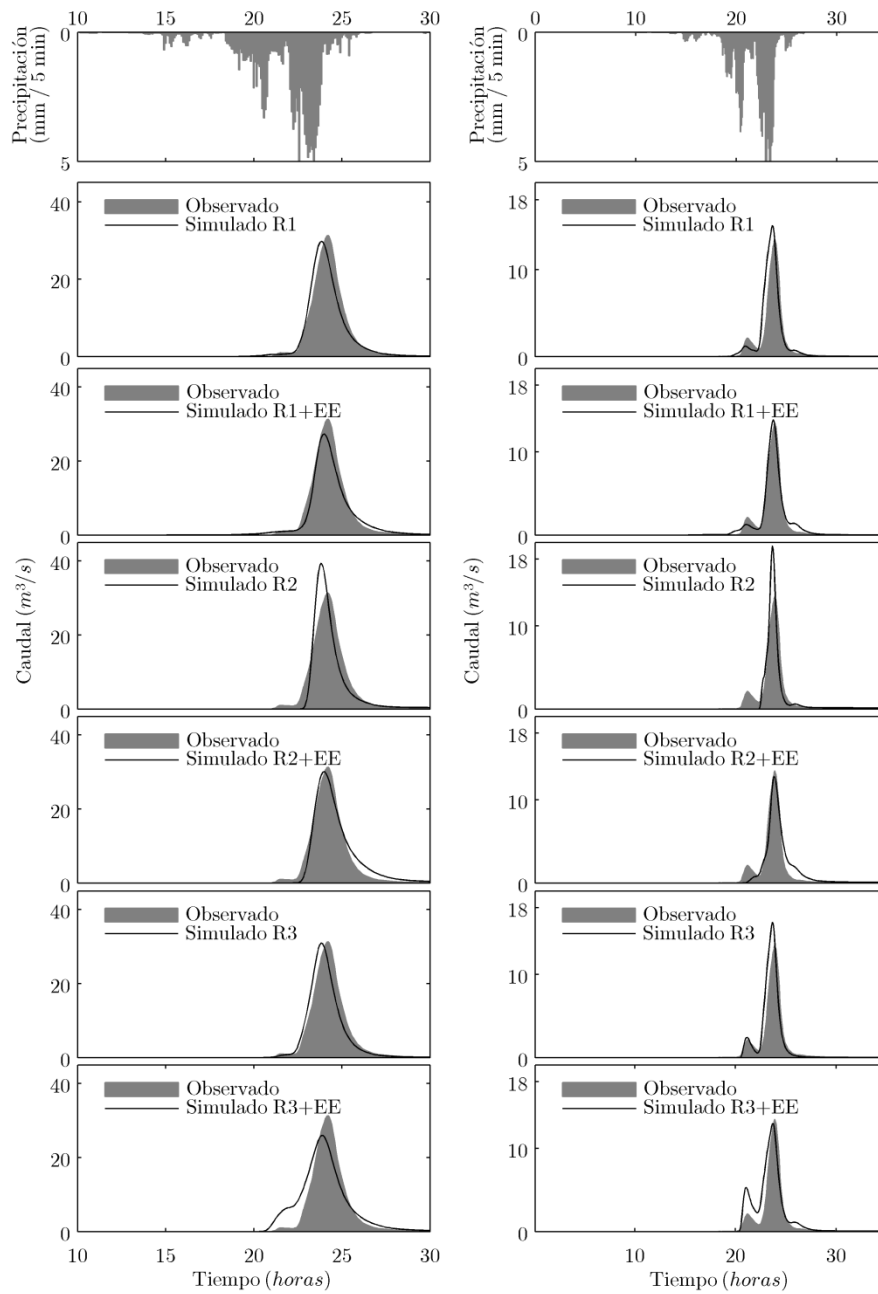 10 15 20 25 30
0
Precipitación
(mm / 5 min)
5
40
20
0
Observado
Simulado R1
40
20
0
Observado
Simulado R1+EE
40
20
0
Observado
Simulado R2
40
20
0
Observado
Simulado R2+EE
40
20
0
Observado
Simulado R3
40
20
0
Observado
Simulado R3+EE
Caudal (m³/s)
10 15 20 25 30
Tiempo (horas)
0 10 20 30
0
Precipitación
(mm / 5 min)
5
18
10
0
Observado
Simulado R1
18
10
0
Observado
Simulado R1+EE
18
10
0
Observado
Simulado R2
18
10
0
Observado
Simulado R2+EE
18
10
0
Observado
Simulado R3
18
10
0
Observado
Simulado R3+EE
Caudal (m³/s)
0 10 20 30
Tiempo (horas)